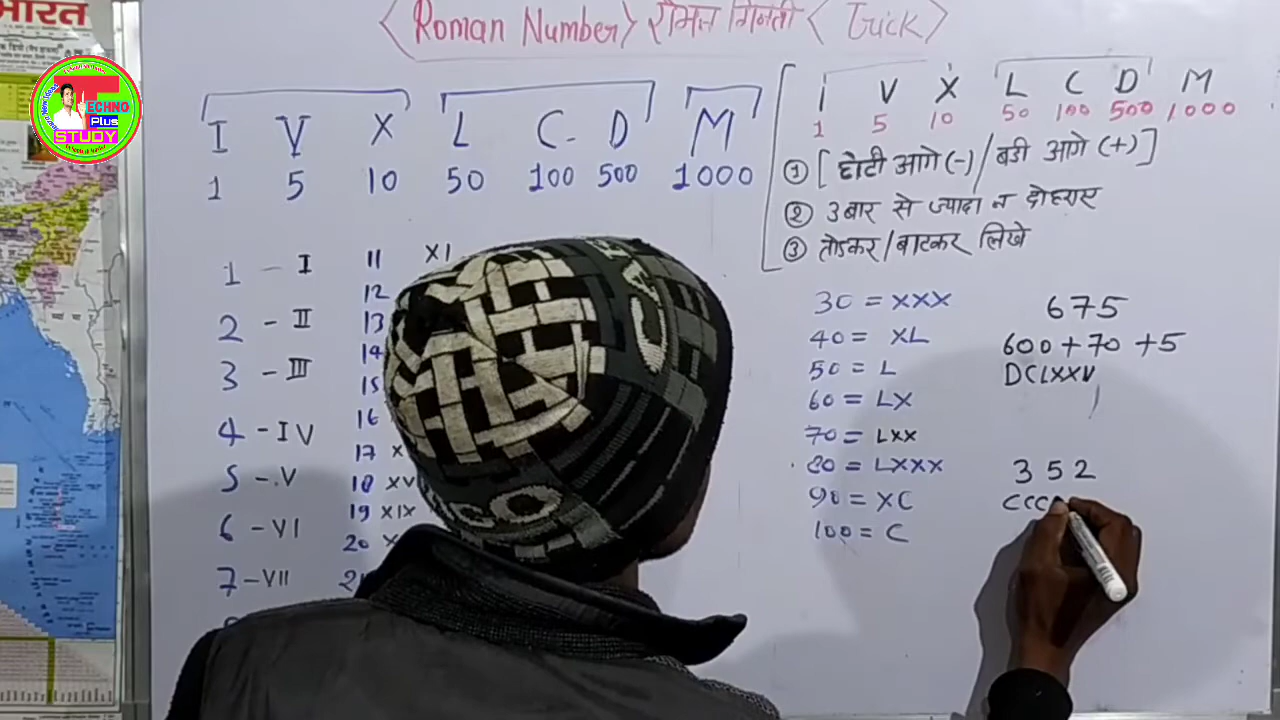 < Roman Number > रोमन गिनती < Trick >
भारत
TECHNO
Plus
STUDY
I V X L C D M
1 5 10 50 100 500 1000
1 - I
2 - II
3 - III
4 - IV
5 - V
6 - VI
7 - VII
11 XI
12
13
14
15
16
17 X
18 XV
19 XIX
20 X
I V X L C D M
1 5 10 50 100 500 1000
① [ छोटी आगे (-) / बडी आगे (+) ]
② 3 बार से ज्यादा न दोहराए
③ तोडकर / बाटकर लिखे
30 = XXX
40 = XL
50 = L
60 = LX
70 = LXX
80 = LXXX
90 = XC
100 = C
675
600 + 70 + 5
DCLXXV
352
CCC
CO